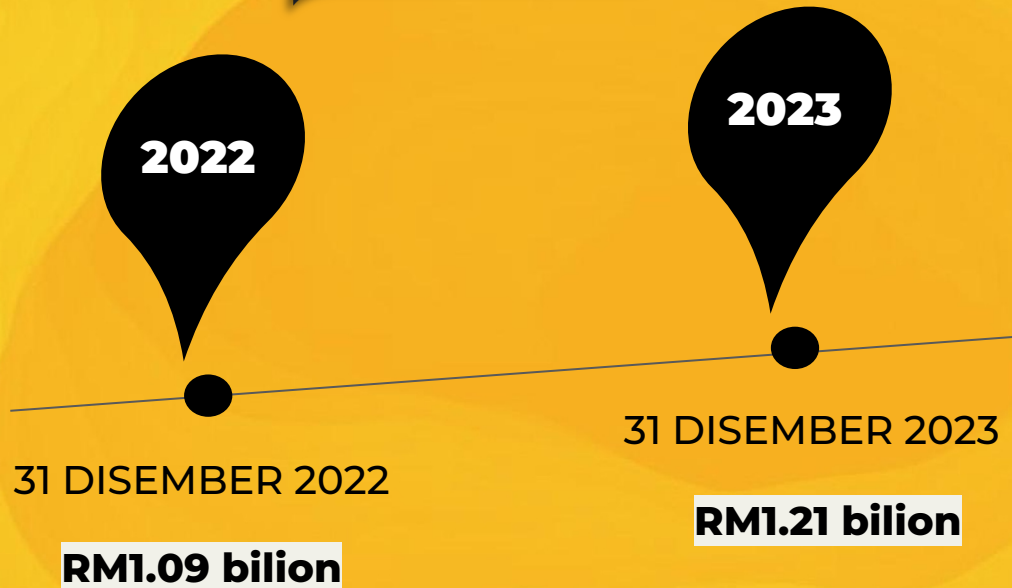 2022
31 DISEMBER 2022
RM1.09 bilion
2023
31 DISEMBER 2023
RM1.21 bilion